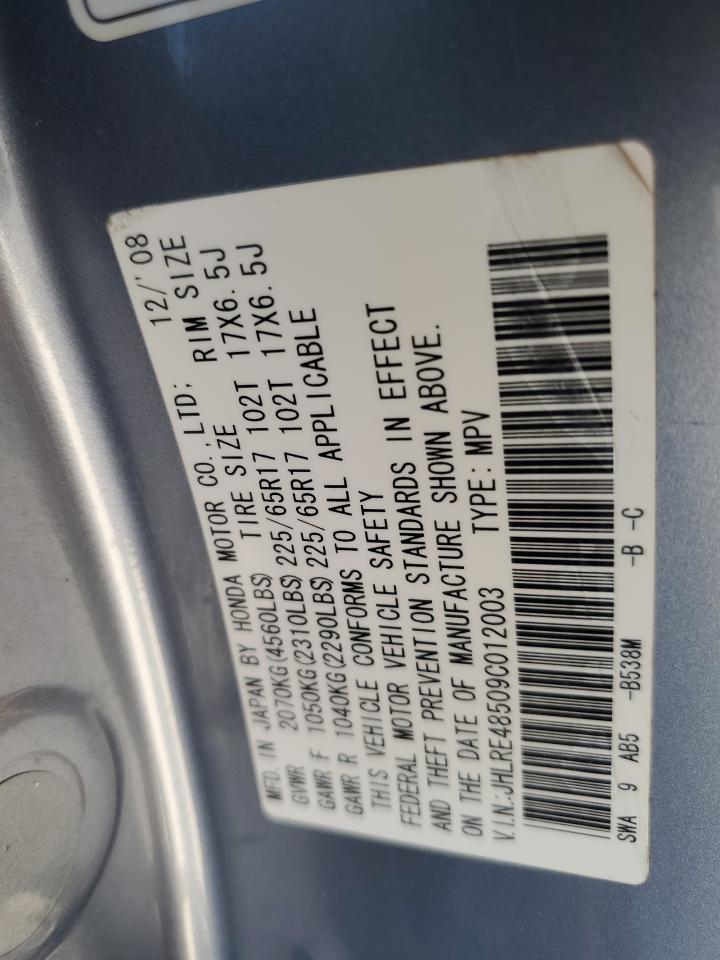 MFD. IN JAPAN BY HONDA MOTOR CO., LTD; 12/'08
GVWR 2070KG(4560LBS) TIRE SIZE RIM SIZE
GAWR F 1050KG(2310LBS) 225/65R17 102T 17X6.5J
GAWR R 1040KG(2290LBS) 225/65R17 102T 17X6.5J
THIS VEHICLE CONFORMS TO ALL APPLICABLE
FEDERAL MOTOR VEHICLE SAFETY
AND THEFT PREVENTION STANDARDS IN EFFECT
ON THE DATE OF MANUFACTURE SHOWN ABOVE.
V.I.N.:JHLRE48509C012003 TYPE: MPV
SWA 9 AB5 -B538M -B -C